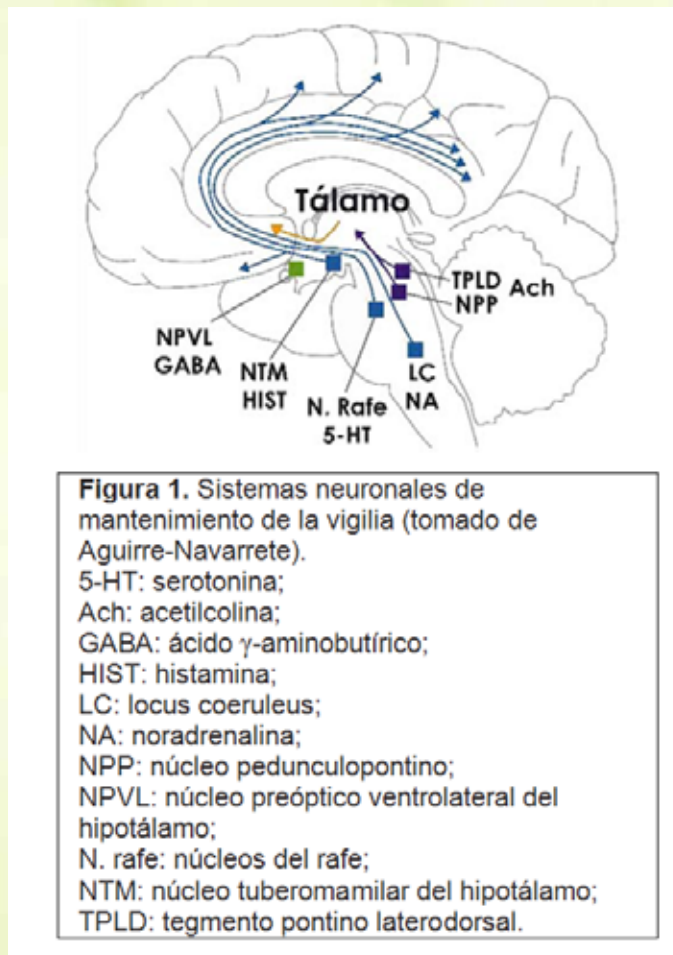 Tálamo
TPLD
NPP
Ach
NPVL
GABA
NTM
HIST
N. Rafe
5-HT
LC
NA
Figura 1. Sistemas neuronales de
mantenimiento de la vigilia (tomado de
Aguirre-Navarrete).
5-HT: serotonina;
Ach: acetilcolina;
GABA: ácido γ-aminobutírico;
HIST: histamina;
LC: locus coeruleus;
NA: noradrenalina;
NPP: núcleo pedunculopontino;
NPVL: núcleo preóptico ventrolateral del
hipotálamo;
N. rafe: núcleos del rafe;
NTM: núcleo tuberomamilar del hipotálamo;
TPLD: tegmento pontino laterodorsal.